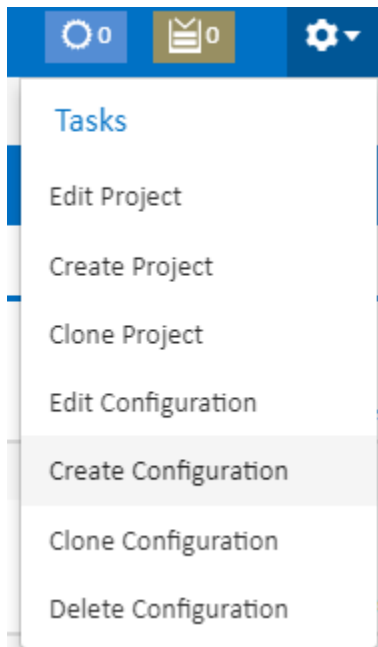 0 0
Tasks
Edit Project
Create Project
Clone Project
Edit Configuration
Create Configuration
Clone Configuration
Delete Configuration